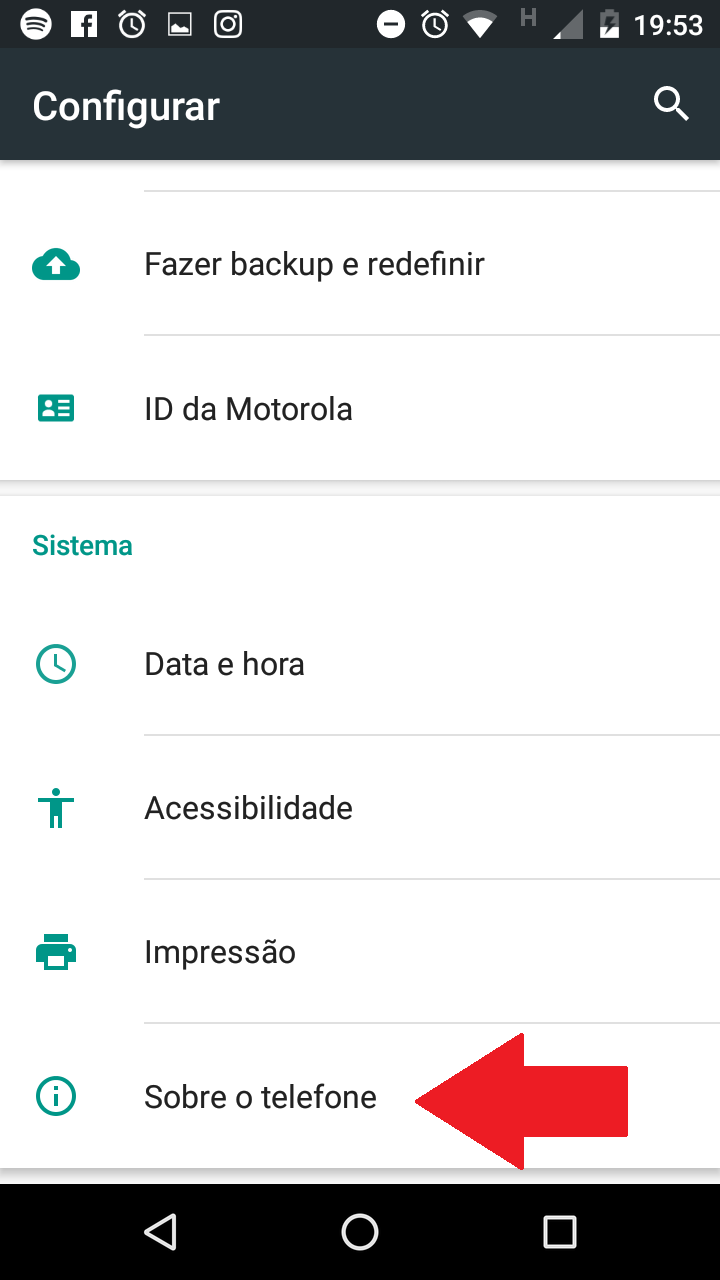 H 19:53
Configurar
Fazer backup e redefinir
ID da Motorola
Sistema
Data e hora
Acessibilidade
Impressão
Sobre o telefone